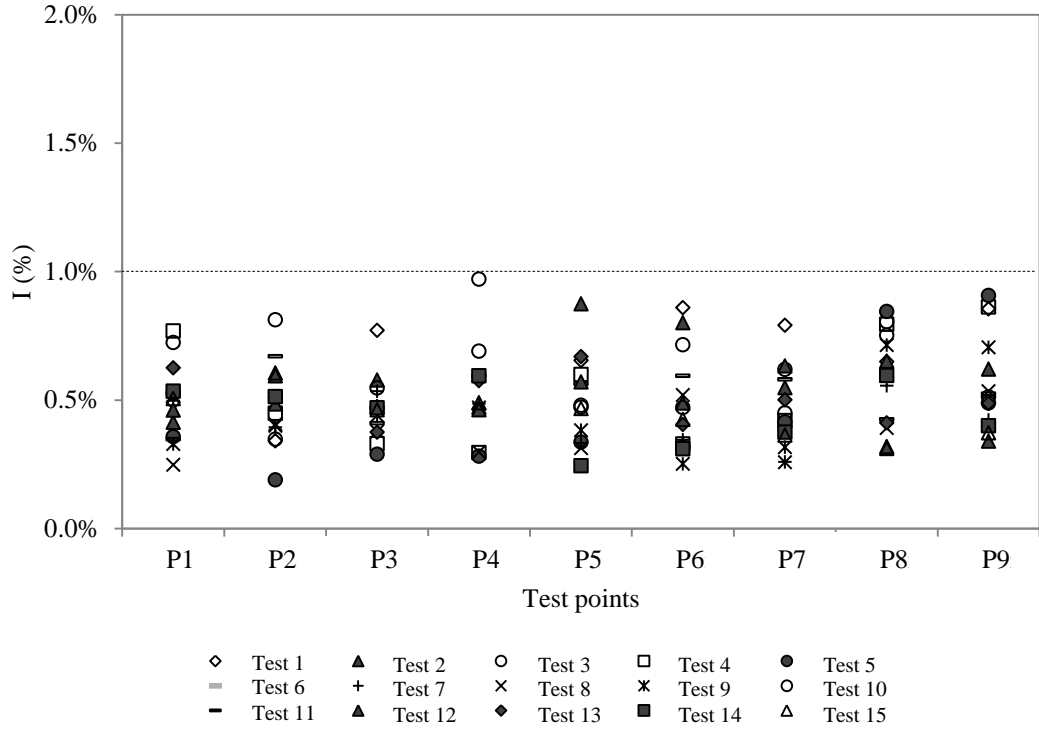 2.0%
1.5%
1.0%
0.5%
0.0%
I (%)
P1 P2 P3 P4 P5 P6 P7 P8 P9
Test points
Test 1 Test 2 Test 3 Test 4 Test 5
Test 6 Test 7 Test 8 Test 9 Test 10
Test 11 Test 12 Test 13 Test 14 Test 15